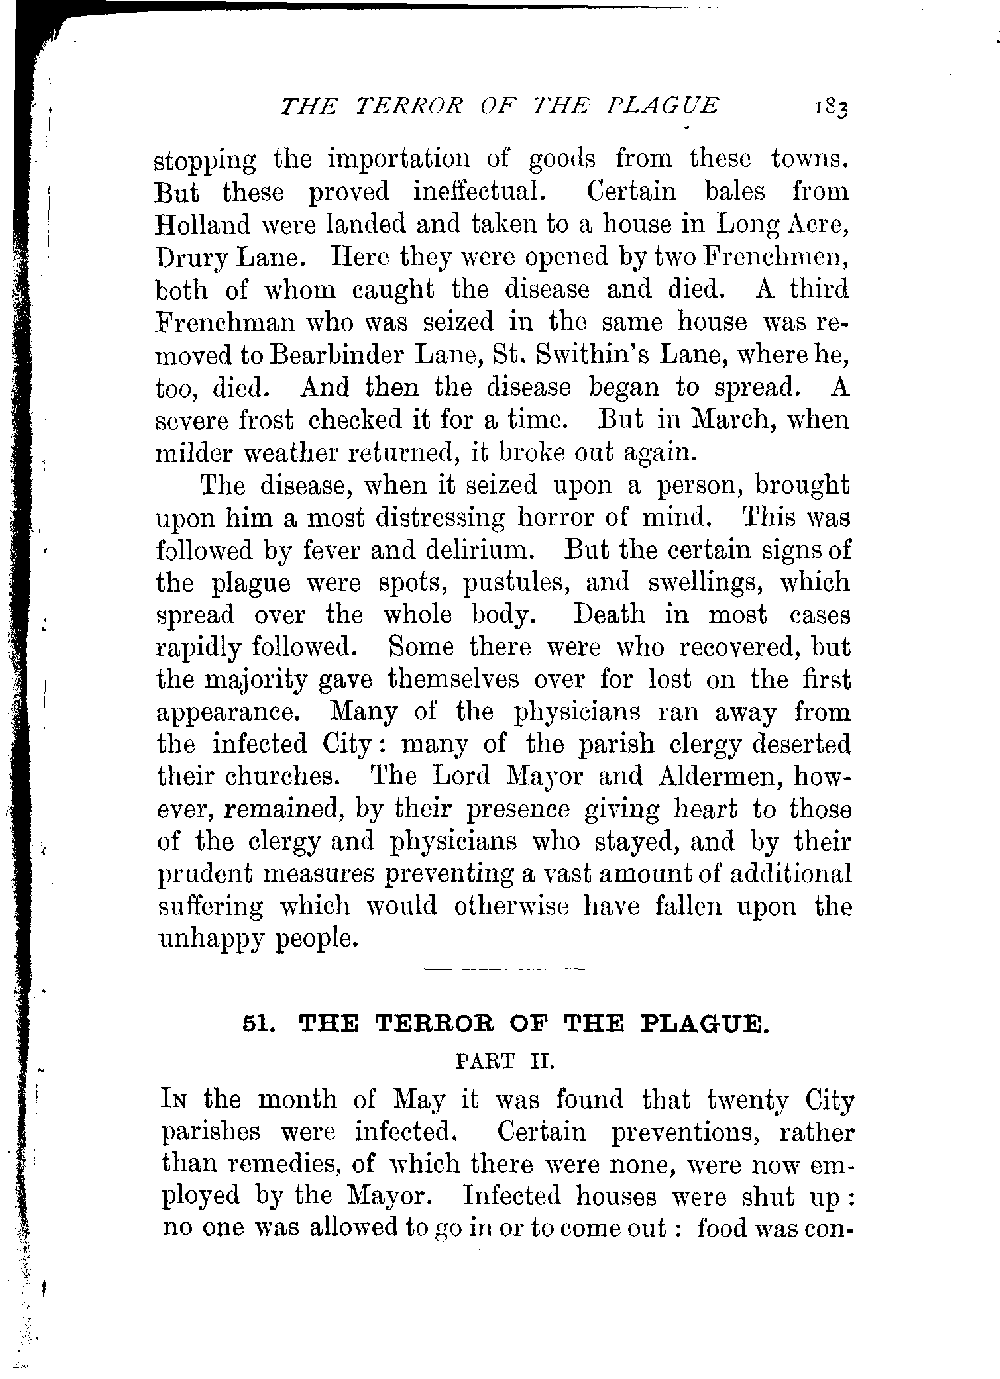 THE TERROR OF THE PLAGUE 183
stopping the importation of goods from these towns.
But these proved ineffectual. Certain bales from
Holland were landed and taken to a house in Long Acre,
Drury Lane. Here they were opened by two Frenchmen,
both of whom caught the disease and died. A third
Frenchman who was seized in the same house was re-
moved to Bearbinder Lane, St. Swithin's Lane, where he,
too, died. And then the disease began to spread. A
severe frost checked it for a time. But in March, when
milder weather returned, it broke out again.
The disease, when it seized upon a person, brought
upon him a most distressing horror of mind. This was
followed by fever and delirium. But the certain signs of
the plague were spots, pustules, and swellings, which
spread over the whole body. Death in most cases
rapidly followed. Some there were who recovered, but
the majority gave themselves over for lost on the first
appearance. Many of the physicians ran away from
the infected City: many of the parish clergy deserted
their churches. The Lord Mayor and Aldermen, how-
ever, remained, by their presence giving heart to those
of the clergy and physicians who stayed, and by their
prudent measures preventing a vast amount of additional
suffering which would otherwise have fallen upon the
unhappy people.
51. THE TERROR OF THE PLAGUE.
PART II.
IN the month of May it was found that twenty City
parishes were infected. Certain preventions, rather
than remedies, of which there were none, were now em-
ployed by the Mayor. Infected houses were shut up:
no one was allowed to go in or to come out: food was con-